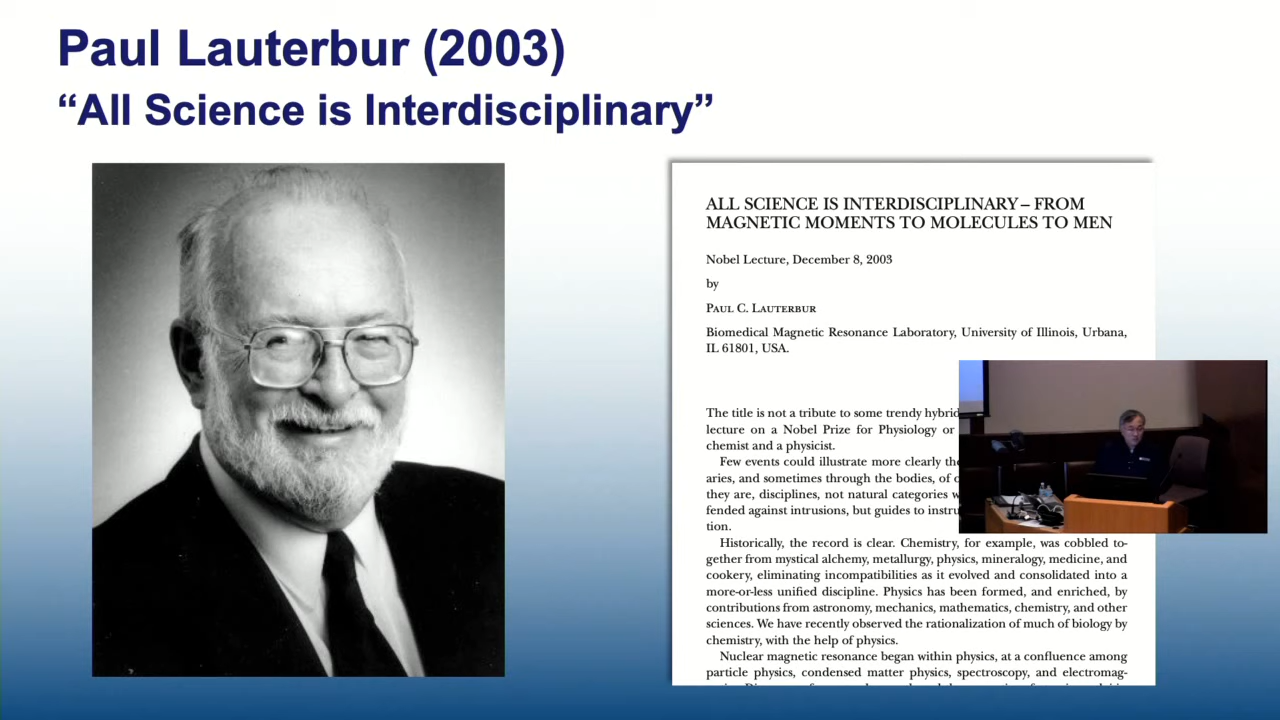 Paul Lauterbur (2003)
“All Science is Interdisciplinary”
ALL SCIENCE IS INTERDISCIPLINARY – FROM
MAGNETIC MOMENTS TO MOLECULES TO MEN
Nobel Lecture, December 8, 2003
by
PAUL C. LAUTERBUR
Biomedical Magnetic Resonance Laboratory, University of Illinois, Urbana,
IL 61801, USA.
The title is not a tribute to some trendy hybrid
lecture on a Nobel Prize for Physiology or
chemist and a physicist.
Few events could illustrate more clearly
aries, and sometimes through the bodies, of
they are, disciplines, not natural categories
fended against intrusions, but guides to
tion.
Historically, the record is clear. Chemistry, for example, was cobbled to-
gether from mystical alchemy, metallurgy, physics, mineralogy, medicine, and
cookery, eliminating incompatibilities as it evolved and consolidated into a
more-or-less unified discipline. Physics has been formed, and enriched, by
contributions from astronomy, mechanics, mathematics, chemistry, and other
sciences. We have recently observed the rationalization of much of biology by
chemistry, with the help of physics.
Nuclear magnetic resonance began within physics, at a confluence among
particle physics, condensed matter physics, spectroscopy, and electromag-